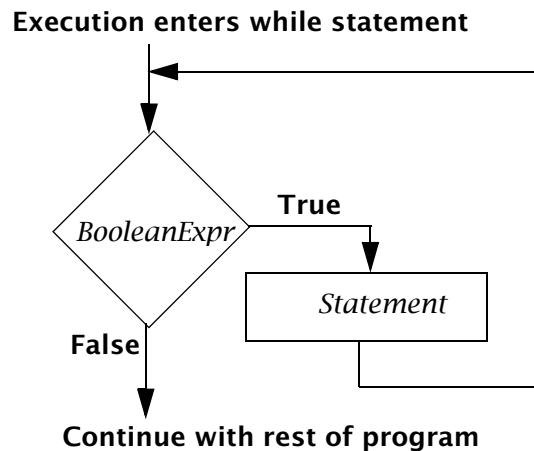 Execution enters while statement
True
BooleanExpr
Statement
False
Continue with rest of program